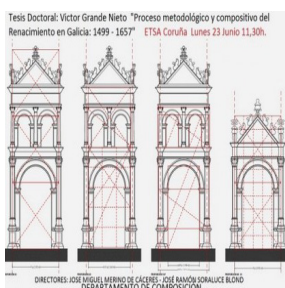 Tesis Doctoral: Victor Grande Nieto "Proceso metodológico y compositivo del
Renacimiento en Galicia: 1499 - 1657" ETSA Coruña Lunes 23 Junio 11,30h.
DIRECTORES: JOSE MIGUEL MERINO DE CÁCERES - JOSÉ RAMÓN SORALUCE BLOND
DEPARTAMENTO DE COMPOSICIÓN